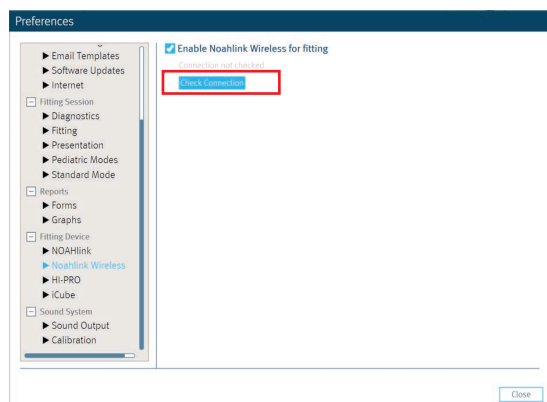 Preferences
Email Templates
Software Updates
Internet
Fitting Session
Diagnostics
Fitting
Presentation
Pediatric Modes
Standard Mode
Reports
Forms
Graphs
Fitting Device
NOAHlink
Noahlink Wireless
HI-PRO
iCube
Sound System
Sound Output
Calibration
Enable Noahlink Wireless for fitting
Connection not checked
Check Connection
Close